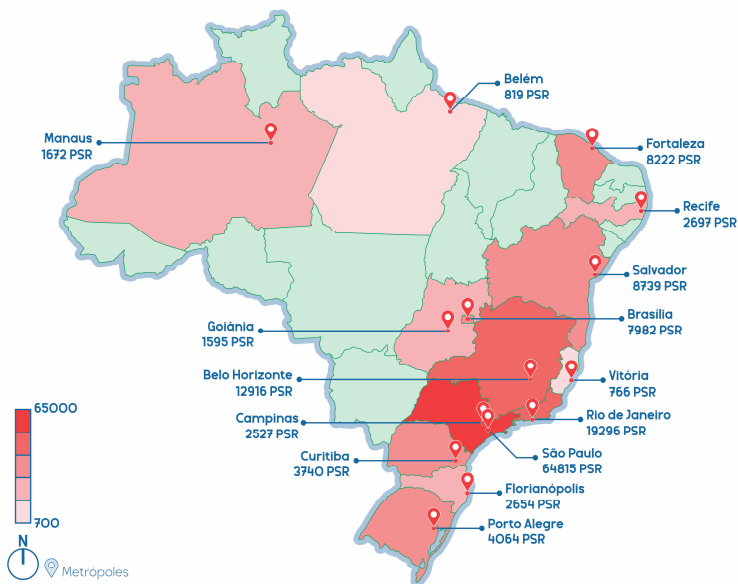 Belém
819 PSR
Manaus
1672 PSR
Fortaleza
8222 PSR
Recife
2697 PSR
Salvador
8739 PSR
Brasília
7982 PSR
Goiânia
1595 PSR
Belo Horizonte
12916 PSR
Vitória
766 PSR
Campinas
2527 PSR
Rio de Janeiro
19296 PSR
Curitiba
3740 PSR
São Paulo
64815 PSR
Florianópolis
2654 PSR
Porto Alegre
4064 PSR
65000
700
N
Metrópoles